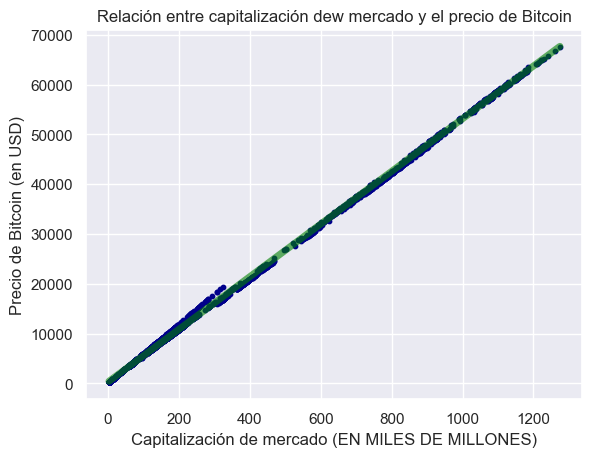 Relación entre capitalización dew mercado y el precio de Bitcoin
70000
60000
50000
40000
30000
20000
10000
0
Precio de Bitcoin (en USD)
0 200 400 600 800 1000 1200
Capitalización de mercado (EN MILES DE MILLONES)